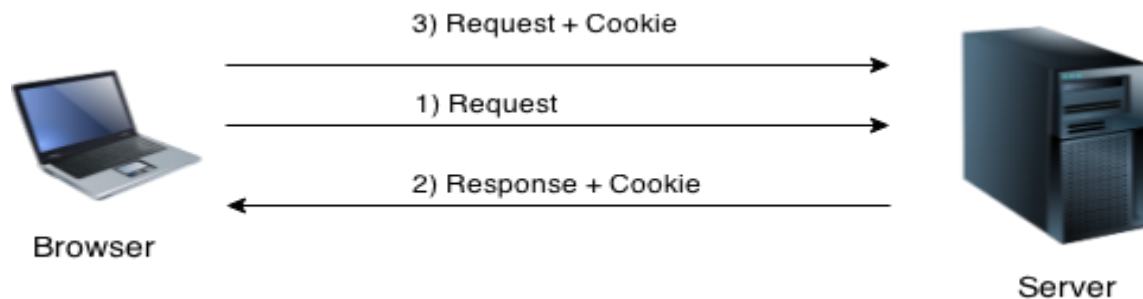 3) Request + Cookie
1) Request
2) Response + Cookie
Browser
Server